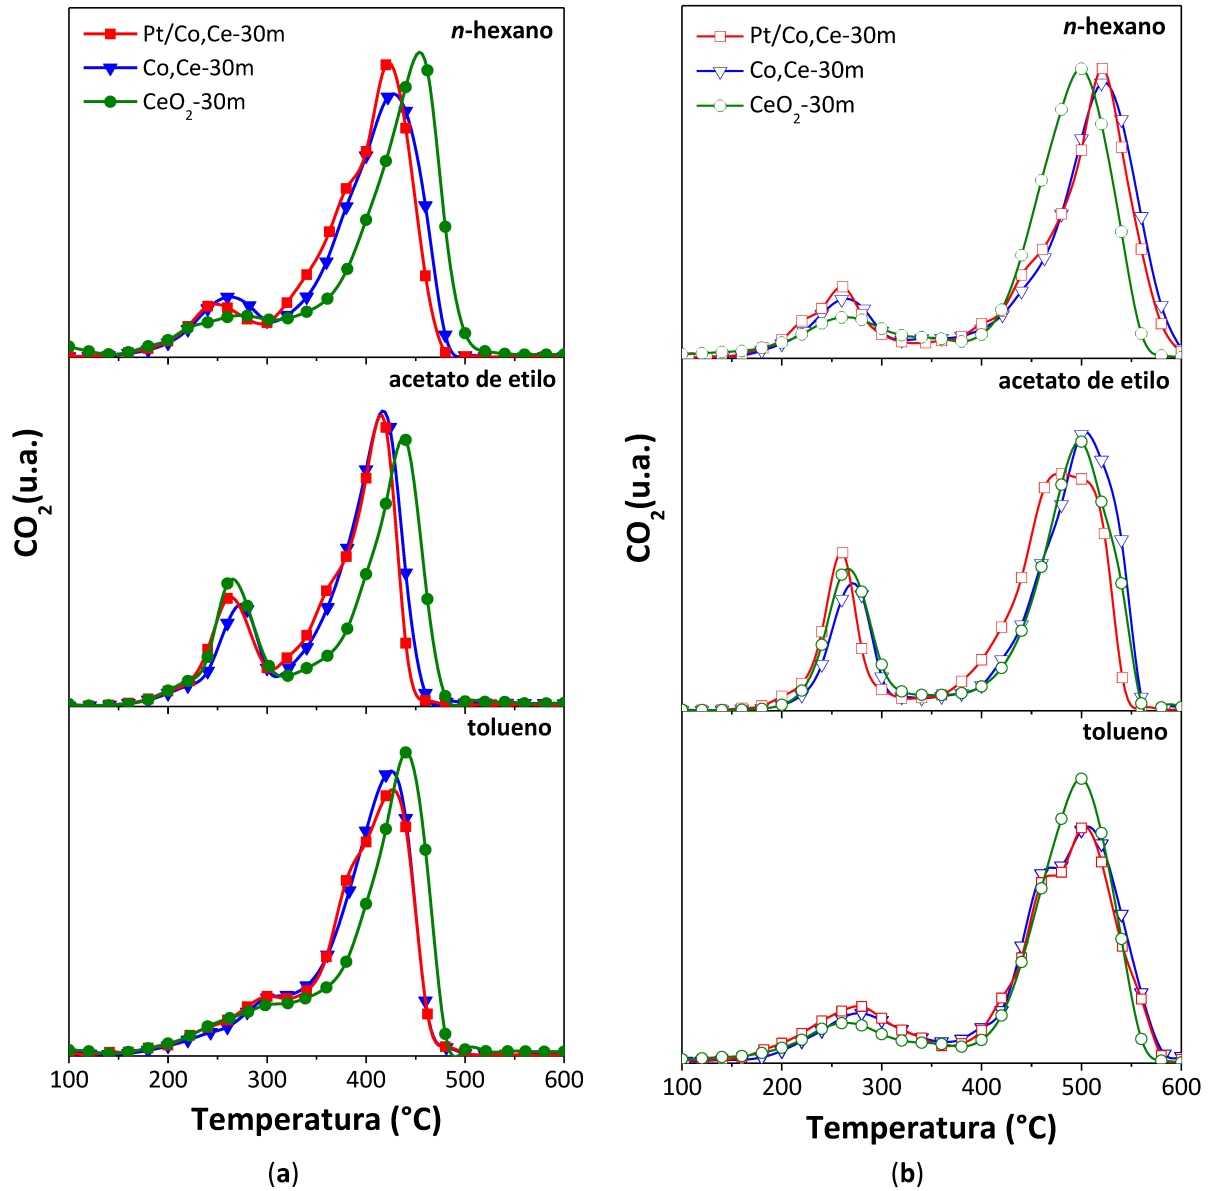 n-hexano
Pt/Co,Ce-30m
Co,Ce-30m
CeO2-30m
acetato de etilo
CO2(u.a.)
tolueno
100 200 300 400 500 600
Temperatura (°C)
(a)
n-hexano
Pt/Co,Ce-30m
Co,Ce-30m
CeO2-30m
acetato de etilo
CO2(u.a.)
tolueno
100 200 300 400 500 600
Temperatura (°C)
(b)